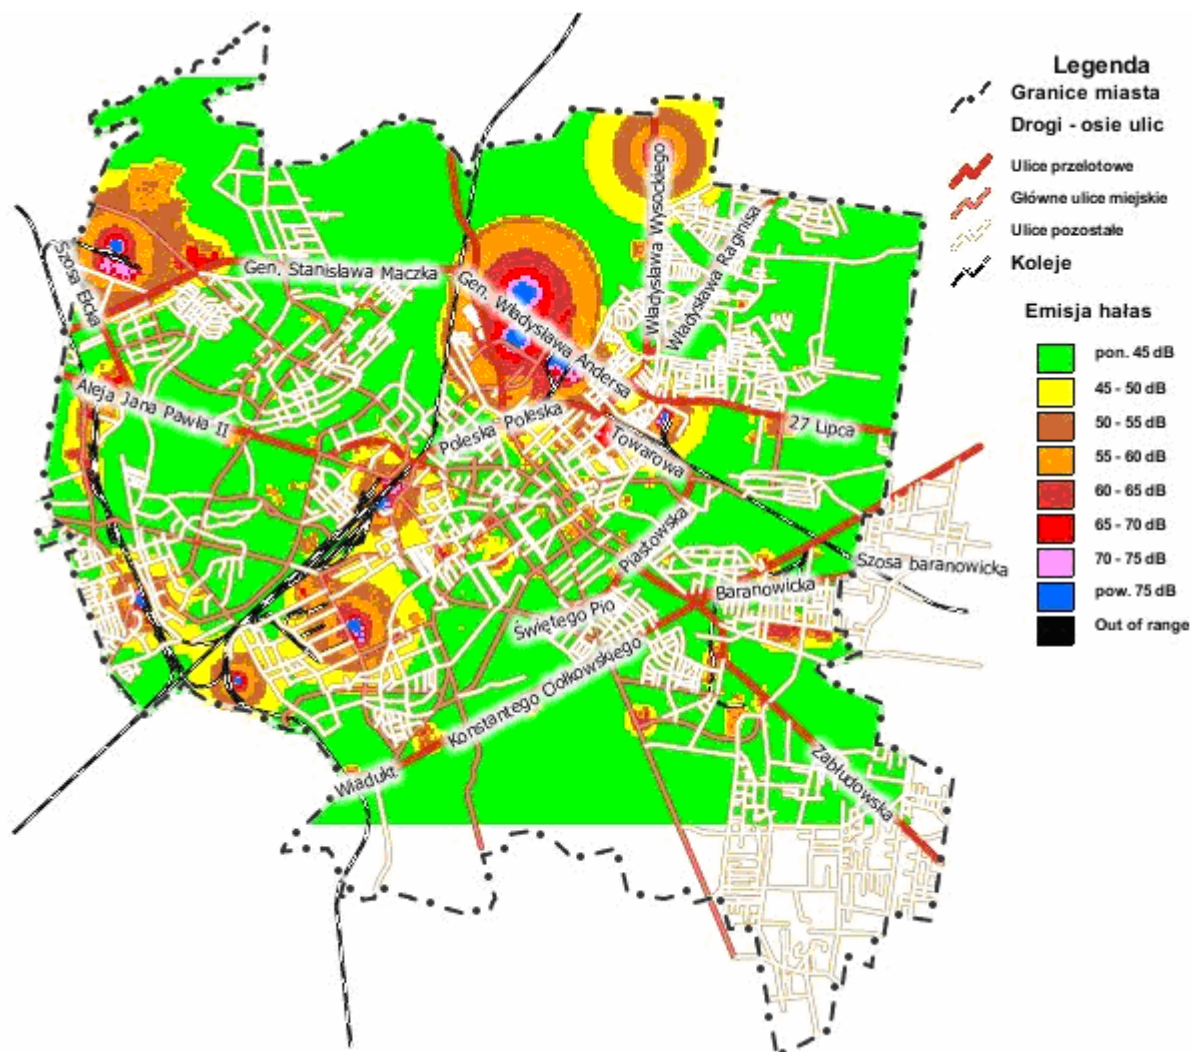 Legenda
Granice miasta
Drogi - osie ulic
Ulice przelotowe
Główne ulice miejskie
Ulice pozostałe
Koleje
Emisja hałas
pon. 45 dB
45 - 50 dB
50 - 55 dB
55 - 60 dB
60 - 65 dB
65 - 70 dB
70 - 75 dB
pow. 75 dB
Out of range
Władysława Wysockiego
Władysława Raginisa
Szosa Ełcka
Gen. Stanisława Maczka
Gen. Władysława Andersa
Aleja Jana Pawła II
Poleska Poleska
27 Lipca
Towarowa
Piastowska
Szosa baranowicka
Baranowicka
Świętego Pio
Konstantego Ciołkowskiego
Wiadukt
Zabłudowska